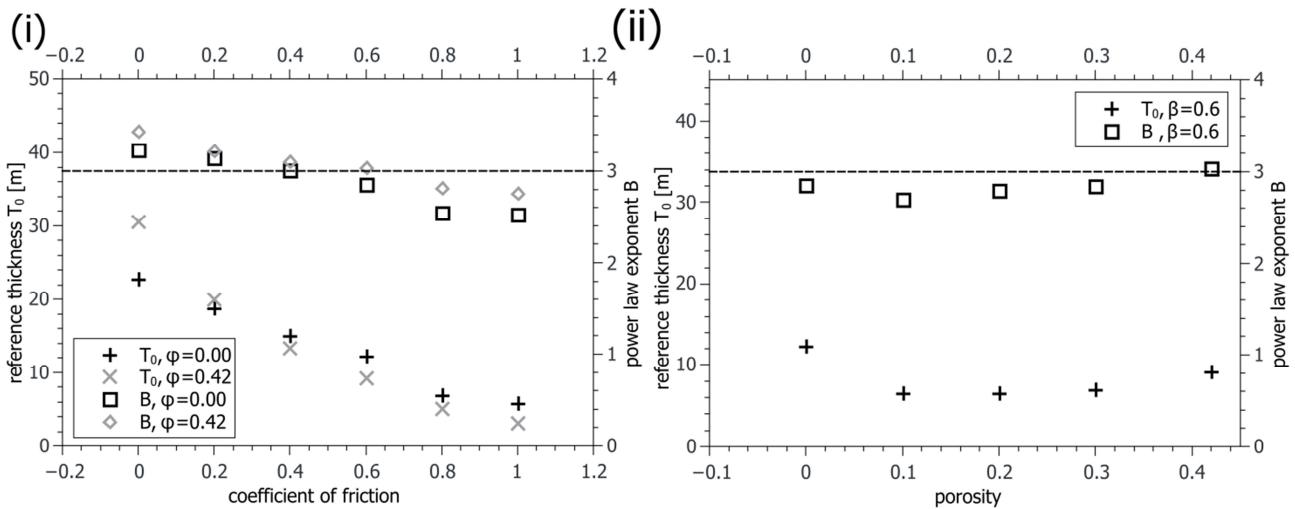 (i)
−0.2 0 0.2 0.4 0.6 0.8 1 1.2
50
40
30
20
10
0
reference thickness T₀ [m]
4
3
2
1
0
power law exponent B
T₀, φ=0.00
T₀, φ=0.42
B, φ=0.00
B, φ=0.42
−0.2 0 0.2 0.4 0.6 0.8 1 1.2
coefficient of friction
(ii)
−0.1 0 0.1 0.2 0.3 0.4
40
30
20
10
0
reference thickness T₀ [m]
4
3
2
1
0
power law exponent B
T₀, β=0.6
B , β=0.6
−0.1 0 0.1 0.2 0.3 0.4
porosity